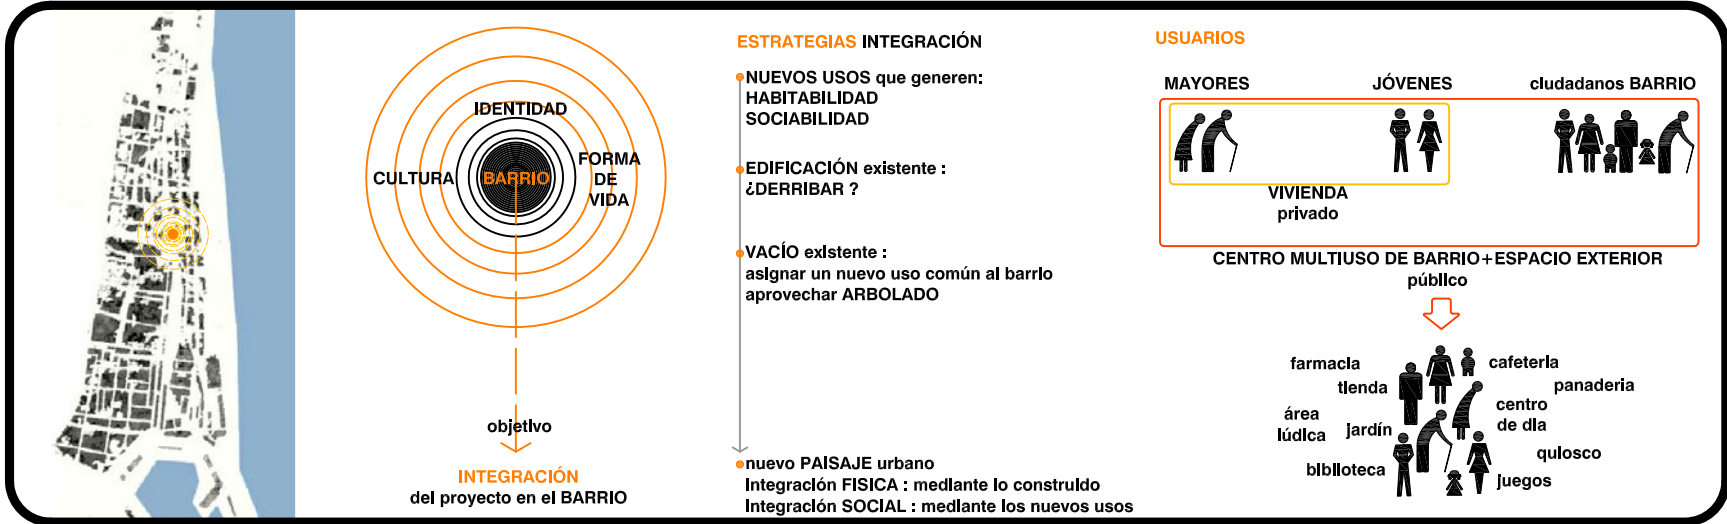 IDENTIDAD
CULTURA
BARRIO
FORMA
DE
VIDA
objetivo
INTEGRACIÓN
del proyecto en el BARRIO
ESTRATEGIAS INTEGRACIÓN
NUEVOS USOS que generen:
HABITABILIDAD
SOCIABILIDAD
EDIFICACIÓN existente :
¿DERRIBAR ?
VACÍO existente :
asignar un nuevo uso común al barrio
aprovechar ARBOLADO
nuevo PAISAJE urbano
Integración FISICA : mediante lo construido
Integración SOCIAL : mediante los nuevos usos
USUARIOS
MAYORES
JÓVENES
ciudadanos BARRIO
VIVIENDA
privado
CENTRO MULTIUSO DE BARRIO+ESPACIO EXTERIOR
público
farmacia
cafeteria
tienda
panaderia
área
lúdica
jardín
centro
de dia
quiosco
biblioteca
juegos